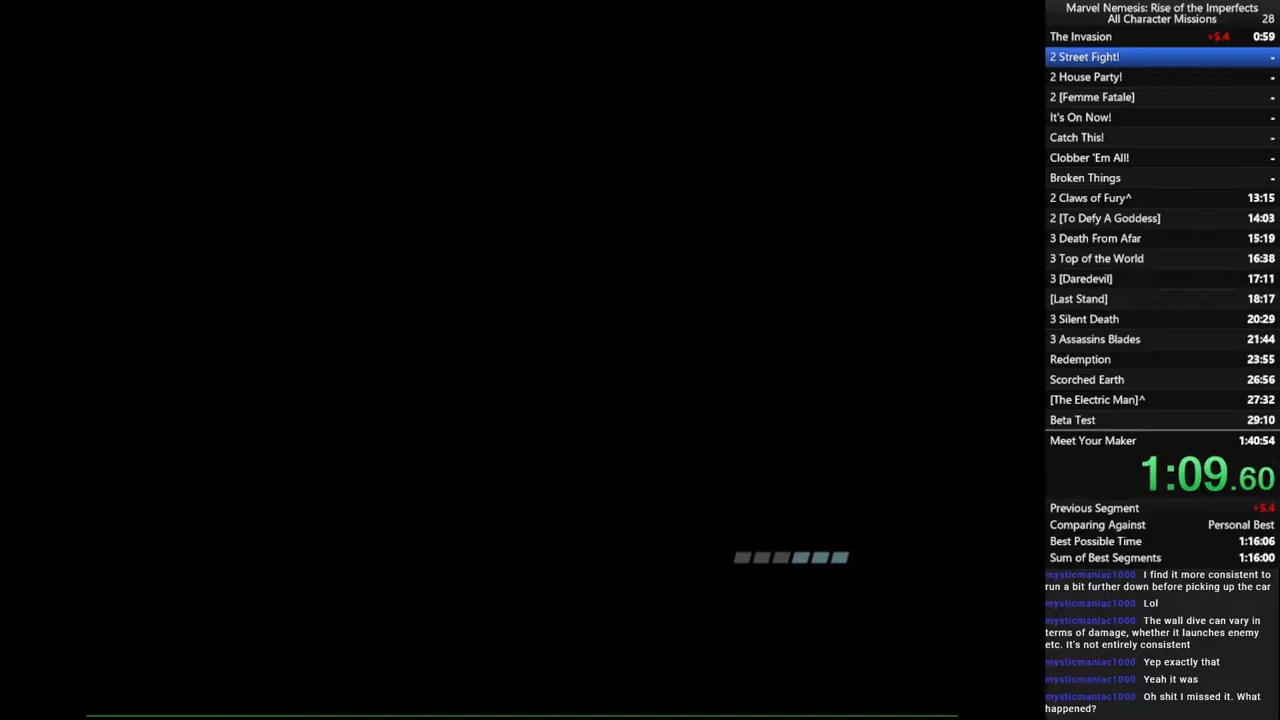 Marvel Nemesis: Rise of the Imperfects
All Character Missions 28
The Invasion +5.4 0:59
2 Street Fight! -
2 House Party! -
2 [Femme Fatale] -
It's On Now! -
Catch This! -
Clobber 'Em All! -
Broken Things -
2 Claws of Fury^ 13:15
2 [To Defy A Goddess] 14:03
3 Death From Afar 15:19
3 Top of the World 16:38
3 [Daredevil] 17:11
[Last Stand] 18:17
3 Silent Death 20:29
3 Assassins Blades 21:44
Redemption 23:55
Scorched Earth 26:56
[The Electric Man]^ 27:32
Beta Test 29:10
Meet Your Maker 1:40:54
1:09.60
Previous Segment +5.4
Comparing Against Personal Best
Best Possible Time 1:16:06
Sum of Best Segments 1:16:00
mysticmaniac1000 I find it more consistent to
run a bit further down before picking up the car
mysticmaniac1000 Lol
mysticmaniac1000 The wall dive can vary in
terms of damage, whether it launches enemy
etc. It's not entirely consistent
mysticmaniac1000 Yep exactly that
mysticmaniac1000 Yeah it was
mysticmaniac1000 Oh shit I missed it. What
happened?